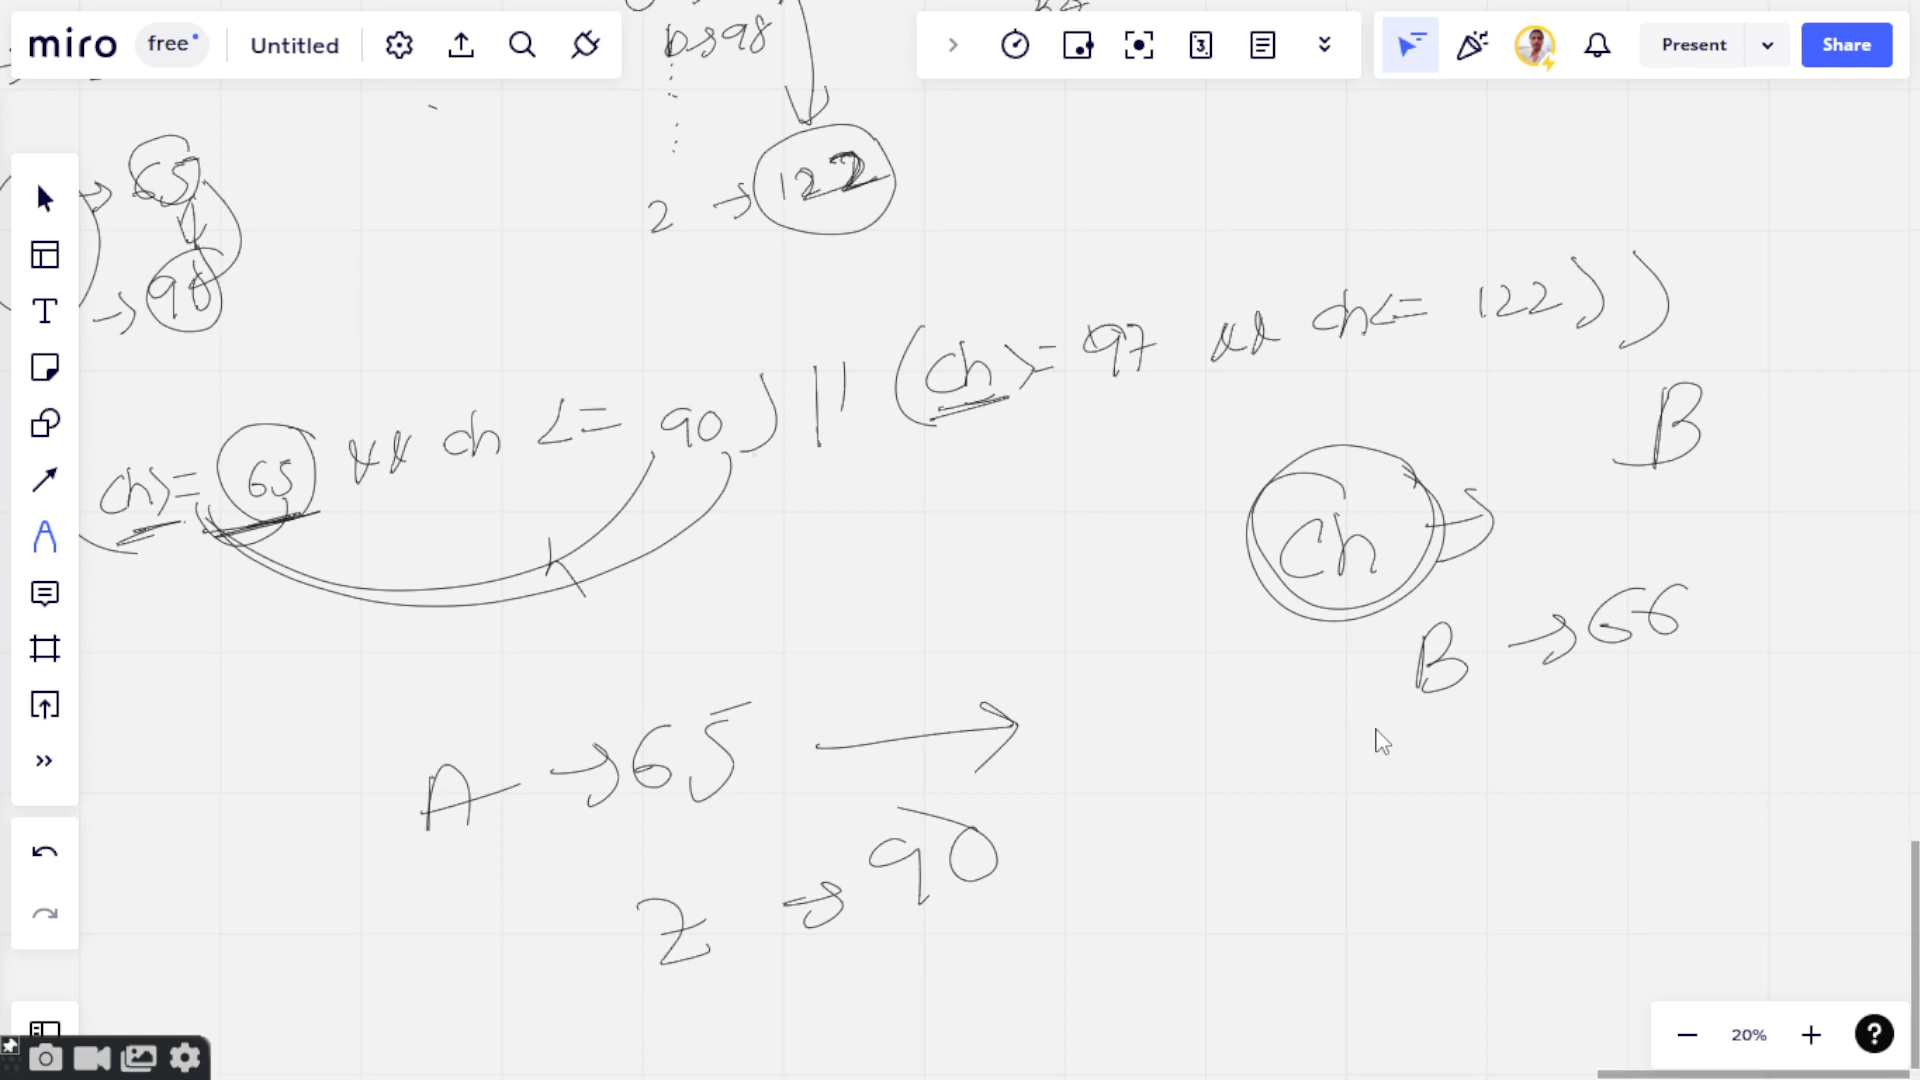 miro free Untitled
Present Share
b→98
65
122
z →
→ 90
(ch>=97 && ch<= 122))
ch>= 65 && ch <= 90) ||
B
Ch →
B → 66
A → 65 →
Z → 90
20%